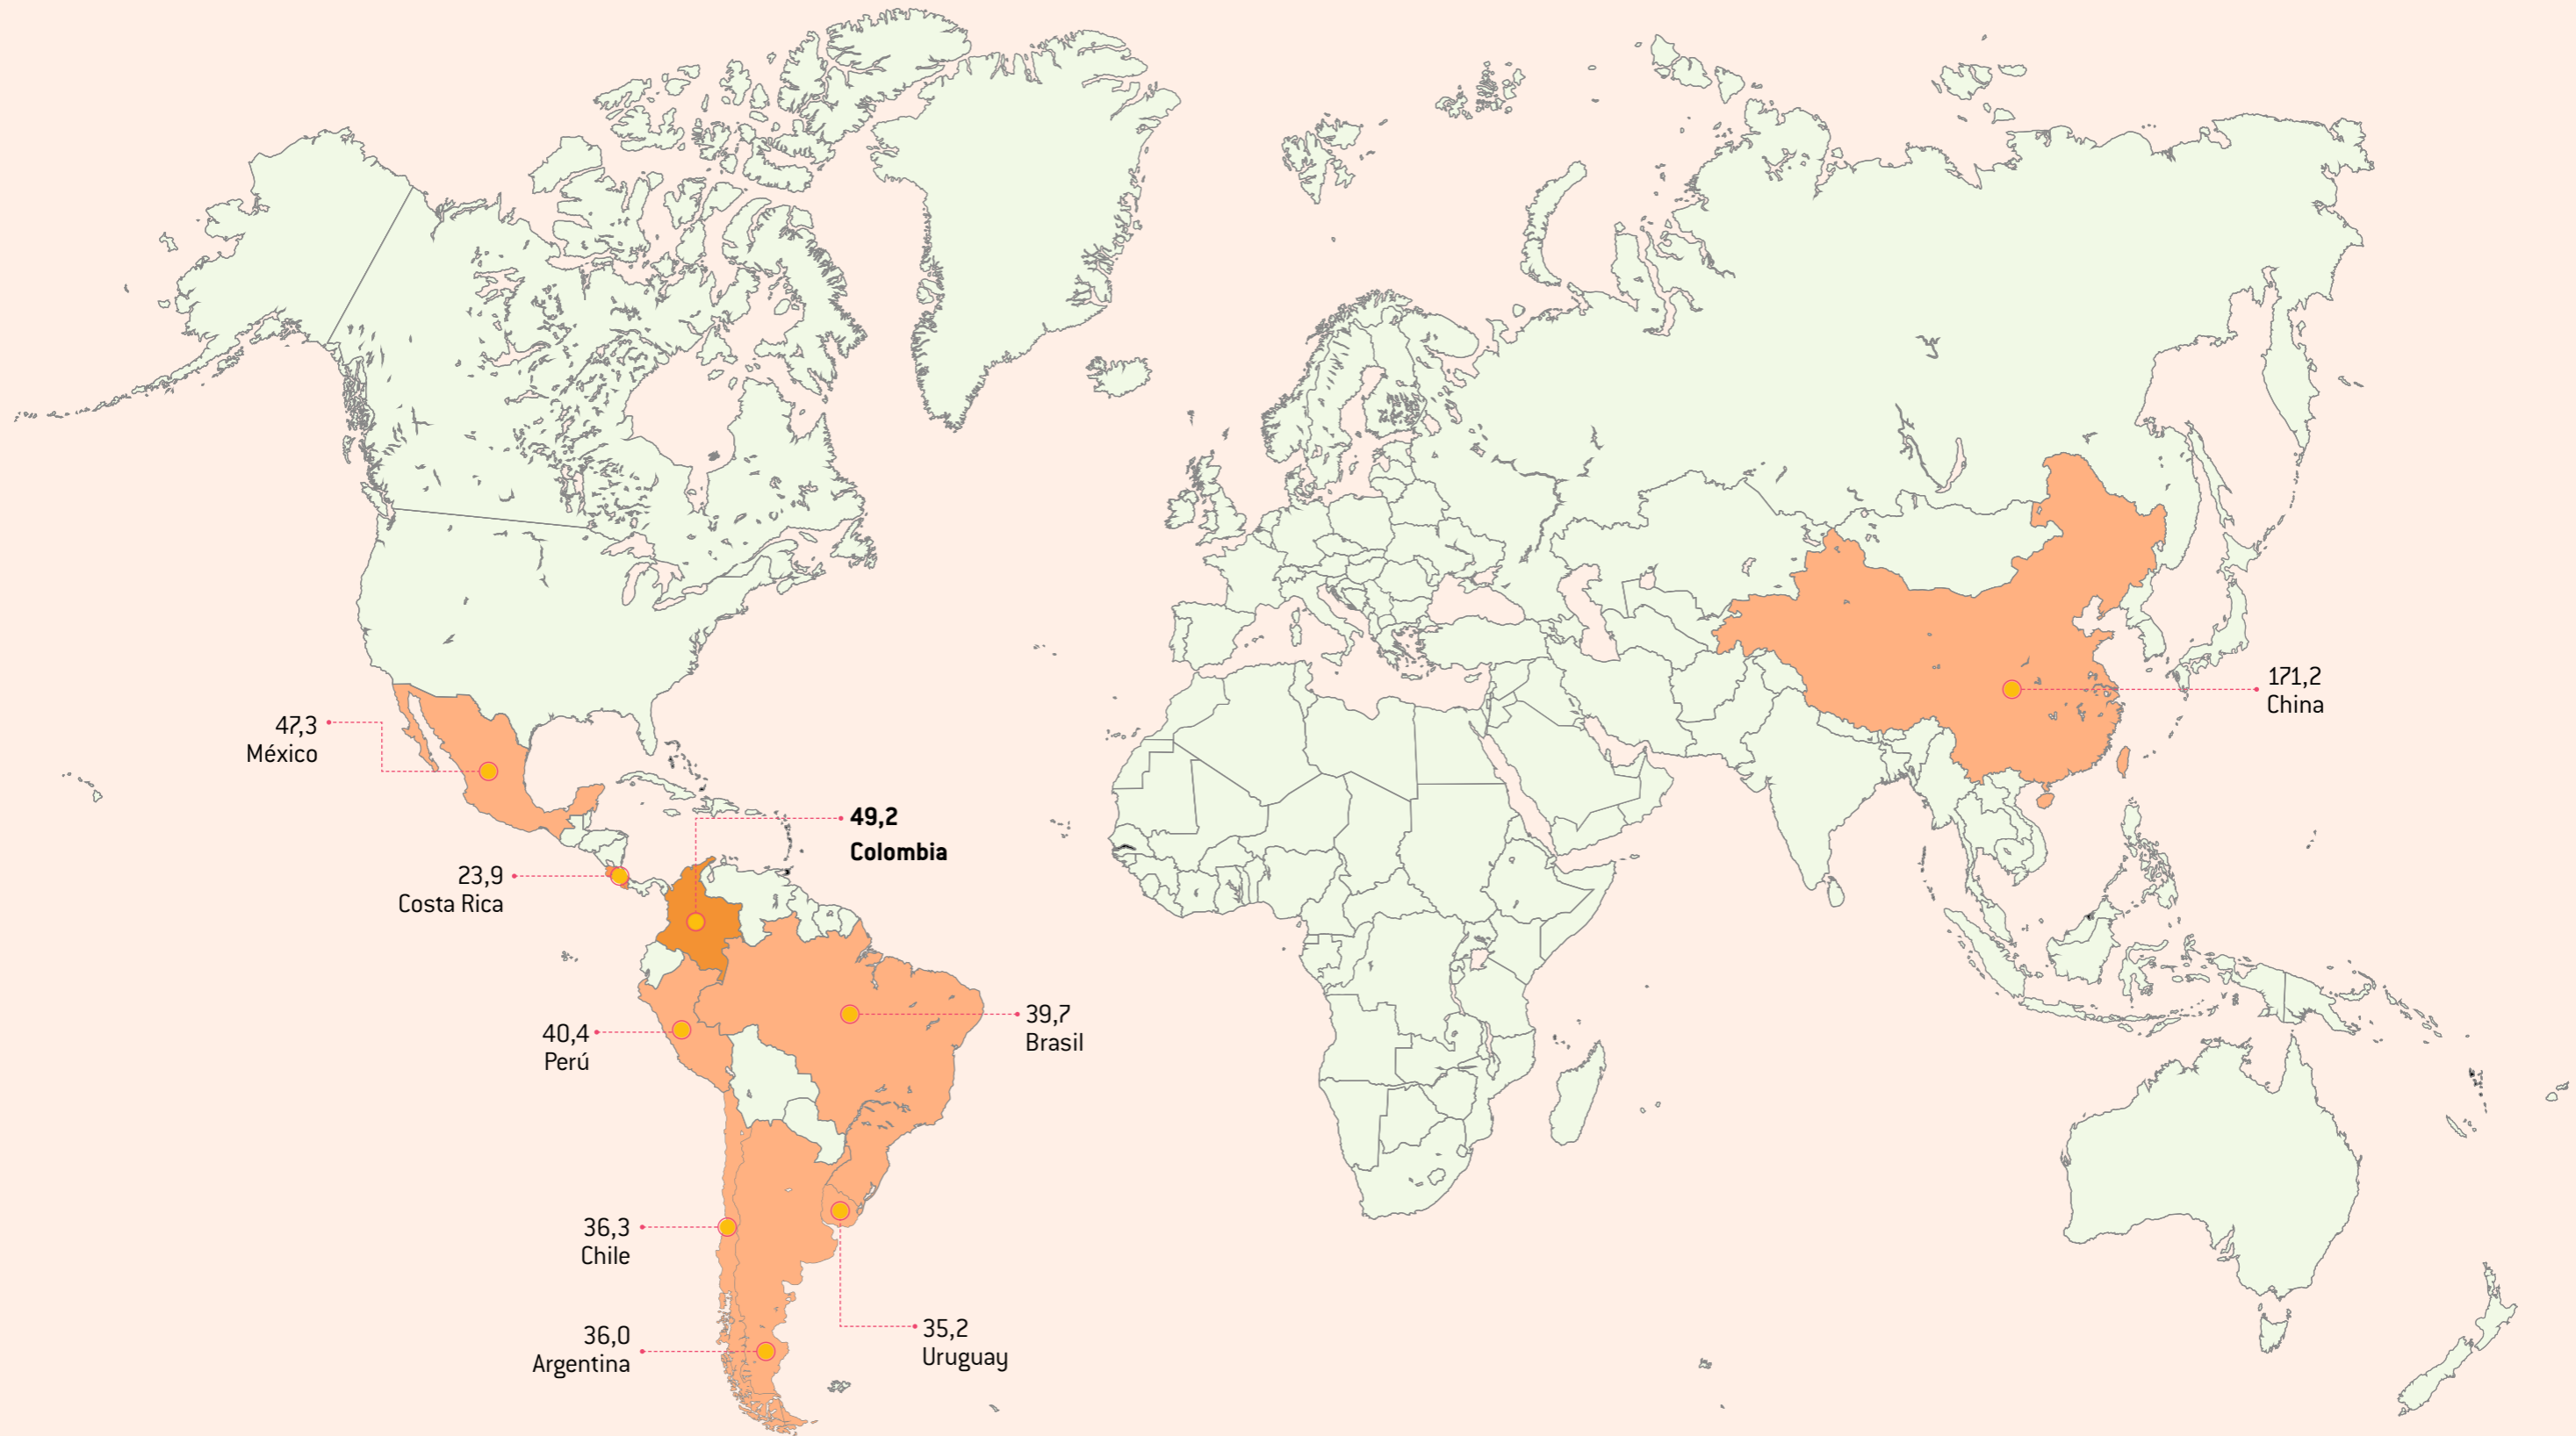 171,2
China
47,3
México
49,2
Colombia
23,9
Costa Rica
39,7
Brasil
40,4
Perú
36,3
Chile
35,2
Uruguay
36,0
Argentina